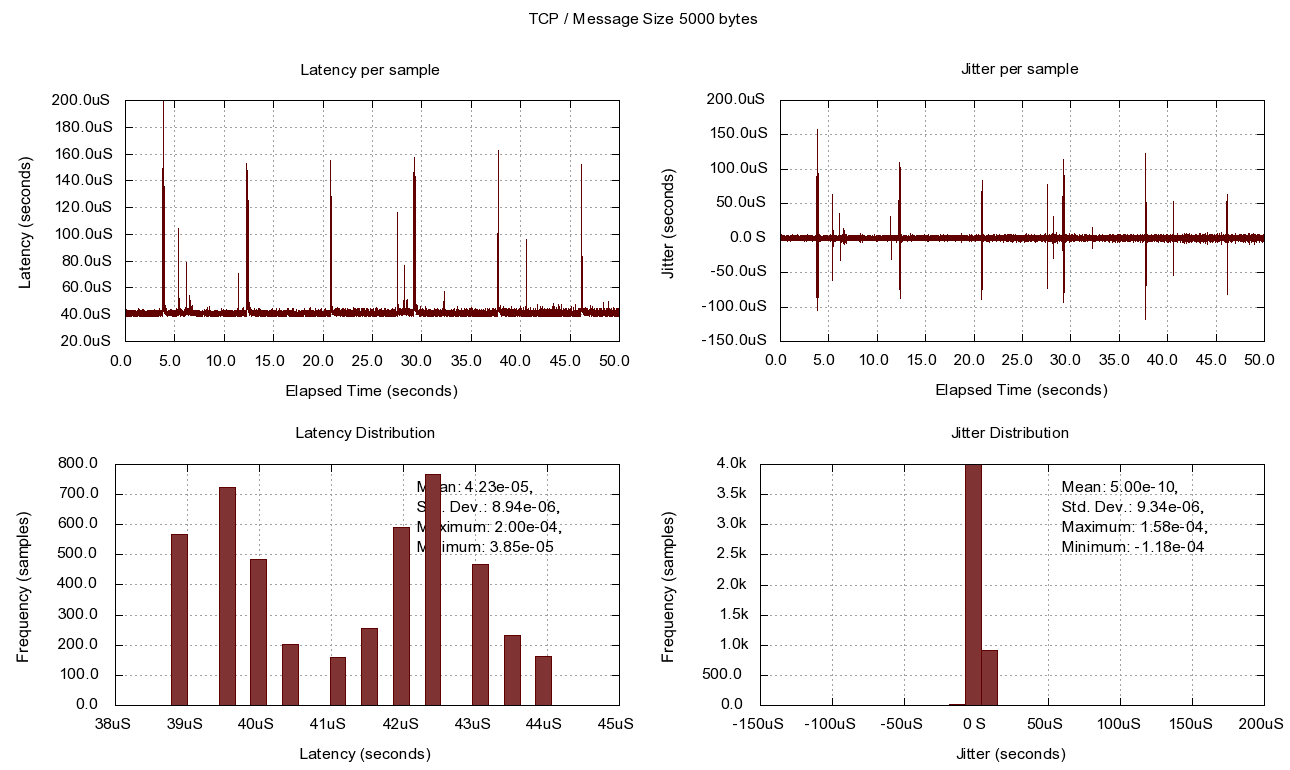 TCP / Message Size 5000 bytes
Latency per sample
200.0uS
180.0uS
160.0uS
140.0uS
120.0uS
100.0uS
80.0uS
60.0uS
40.0uS
20.0uS
Latency (seconds)
0.0 5.0 10.0 15.0 20.0 25.0 30.0 35.0 40.0 45.0 50.0
Elapsed Time (seconds)
Jitter per sample
200.0uS
150.0uS
100.0uS
50.0uS
0.0 S
-50.0uS
-100.0uS
-150.0uS
Jitter (seconds)
0.0 5.0 10.0 15.0 20.0 25.0 30.0 35.0 40.0 45.0 50.0
Elapsed Time (seconds)
Latency Distribution
800.0
700.0
600.0
500.0
400.0
300.0
200.0
100.0
0.0
Frequency (samples)
Mean: 4.23e-05,
Std. Dev.: 8.94e-06,
Maximum: 2.00e-04,
Minimum: 3.85e-05
38uS 39uS 40uS 41uS 42uS 43uS 44uS 45uS
Latency (seconds)
Jitter Distribution
4.0k
3.5k
3.0k
2.5k
2.0k
1.5k
1.0k
500.0
0.0
Frequency (samples)
Mean: 5.00e-10,
Std. Dev.: 9.34e-06,
Maximum: 1.58e-04,
Minimum: -1.18e-04
-150uS -100uS -50uS 0 S 50uS 100uS 150uS 200uS
Jitter (seconds)